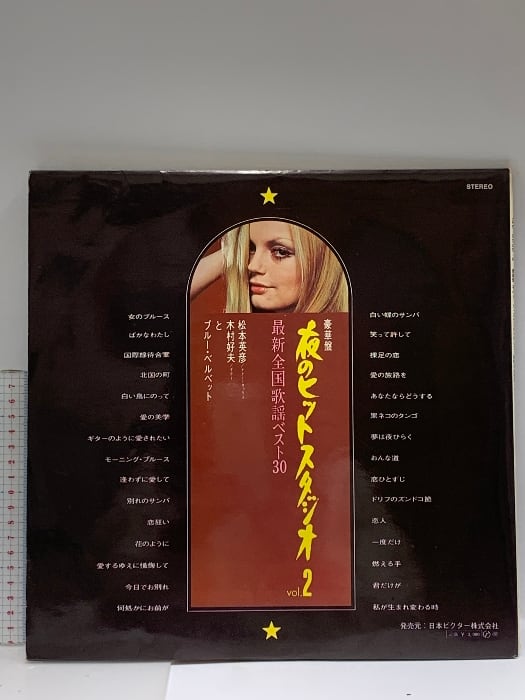 STEREO
豪華盤
夜のヒットスタジオ
vol.2
最新全国歌謡ベスト30
松本英彦
木村好夫
と
ブルー・ベルベット
女のブルース
ばかなわたし
国際線待合室
北国の町
白い鳥にのって
愛の美学
ギターのように愛されたい
モーニング・ブルース
逢わずに愛して
別れのサンバ
恋狂い
花のように
愛するゆえに懺悔して
今日でお別れ
何処かにお前が
白い蝶のサンバ
笑って許して
裸足の恋
愛の旅路を
あなたならどうする
黒ネコのタンゴ
夢は夜ひらく
おんな道
恋ひとすじ
ドリフのズンドコ節
恋人
一度だけ
燃える手
君だけが
私が生まれ変わる時
発売元：日本ビクター株式会社